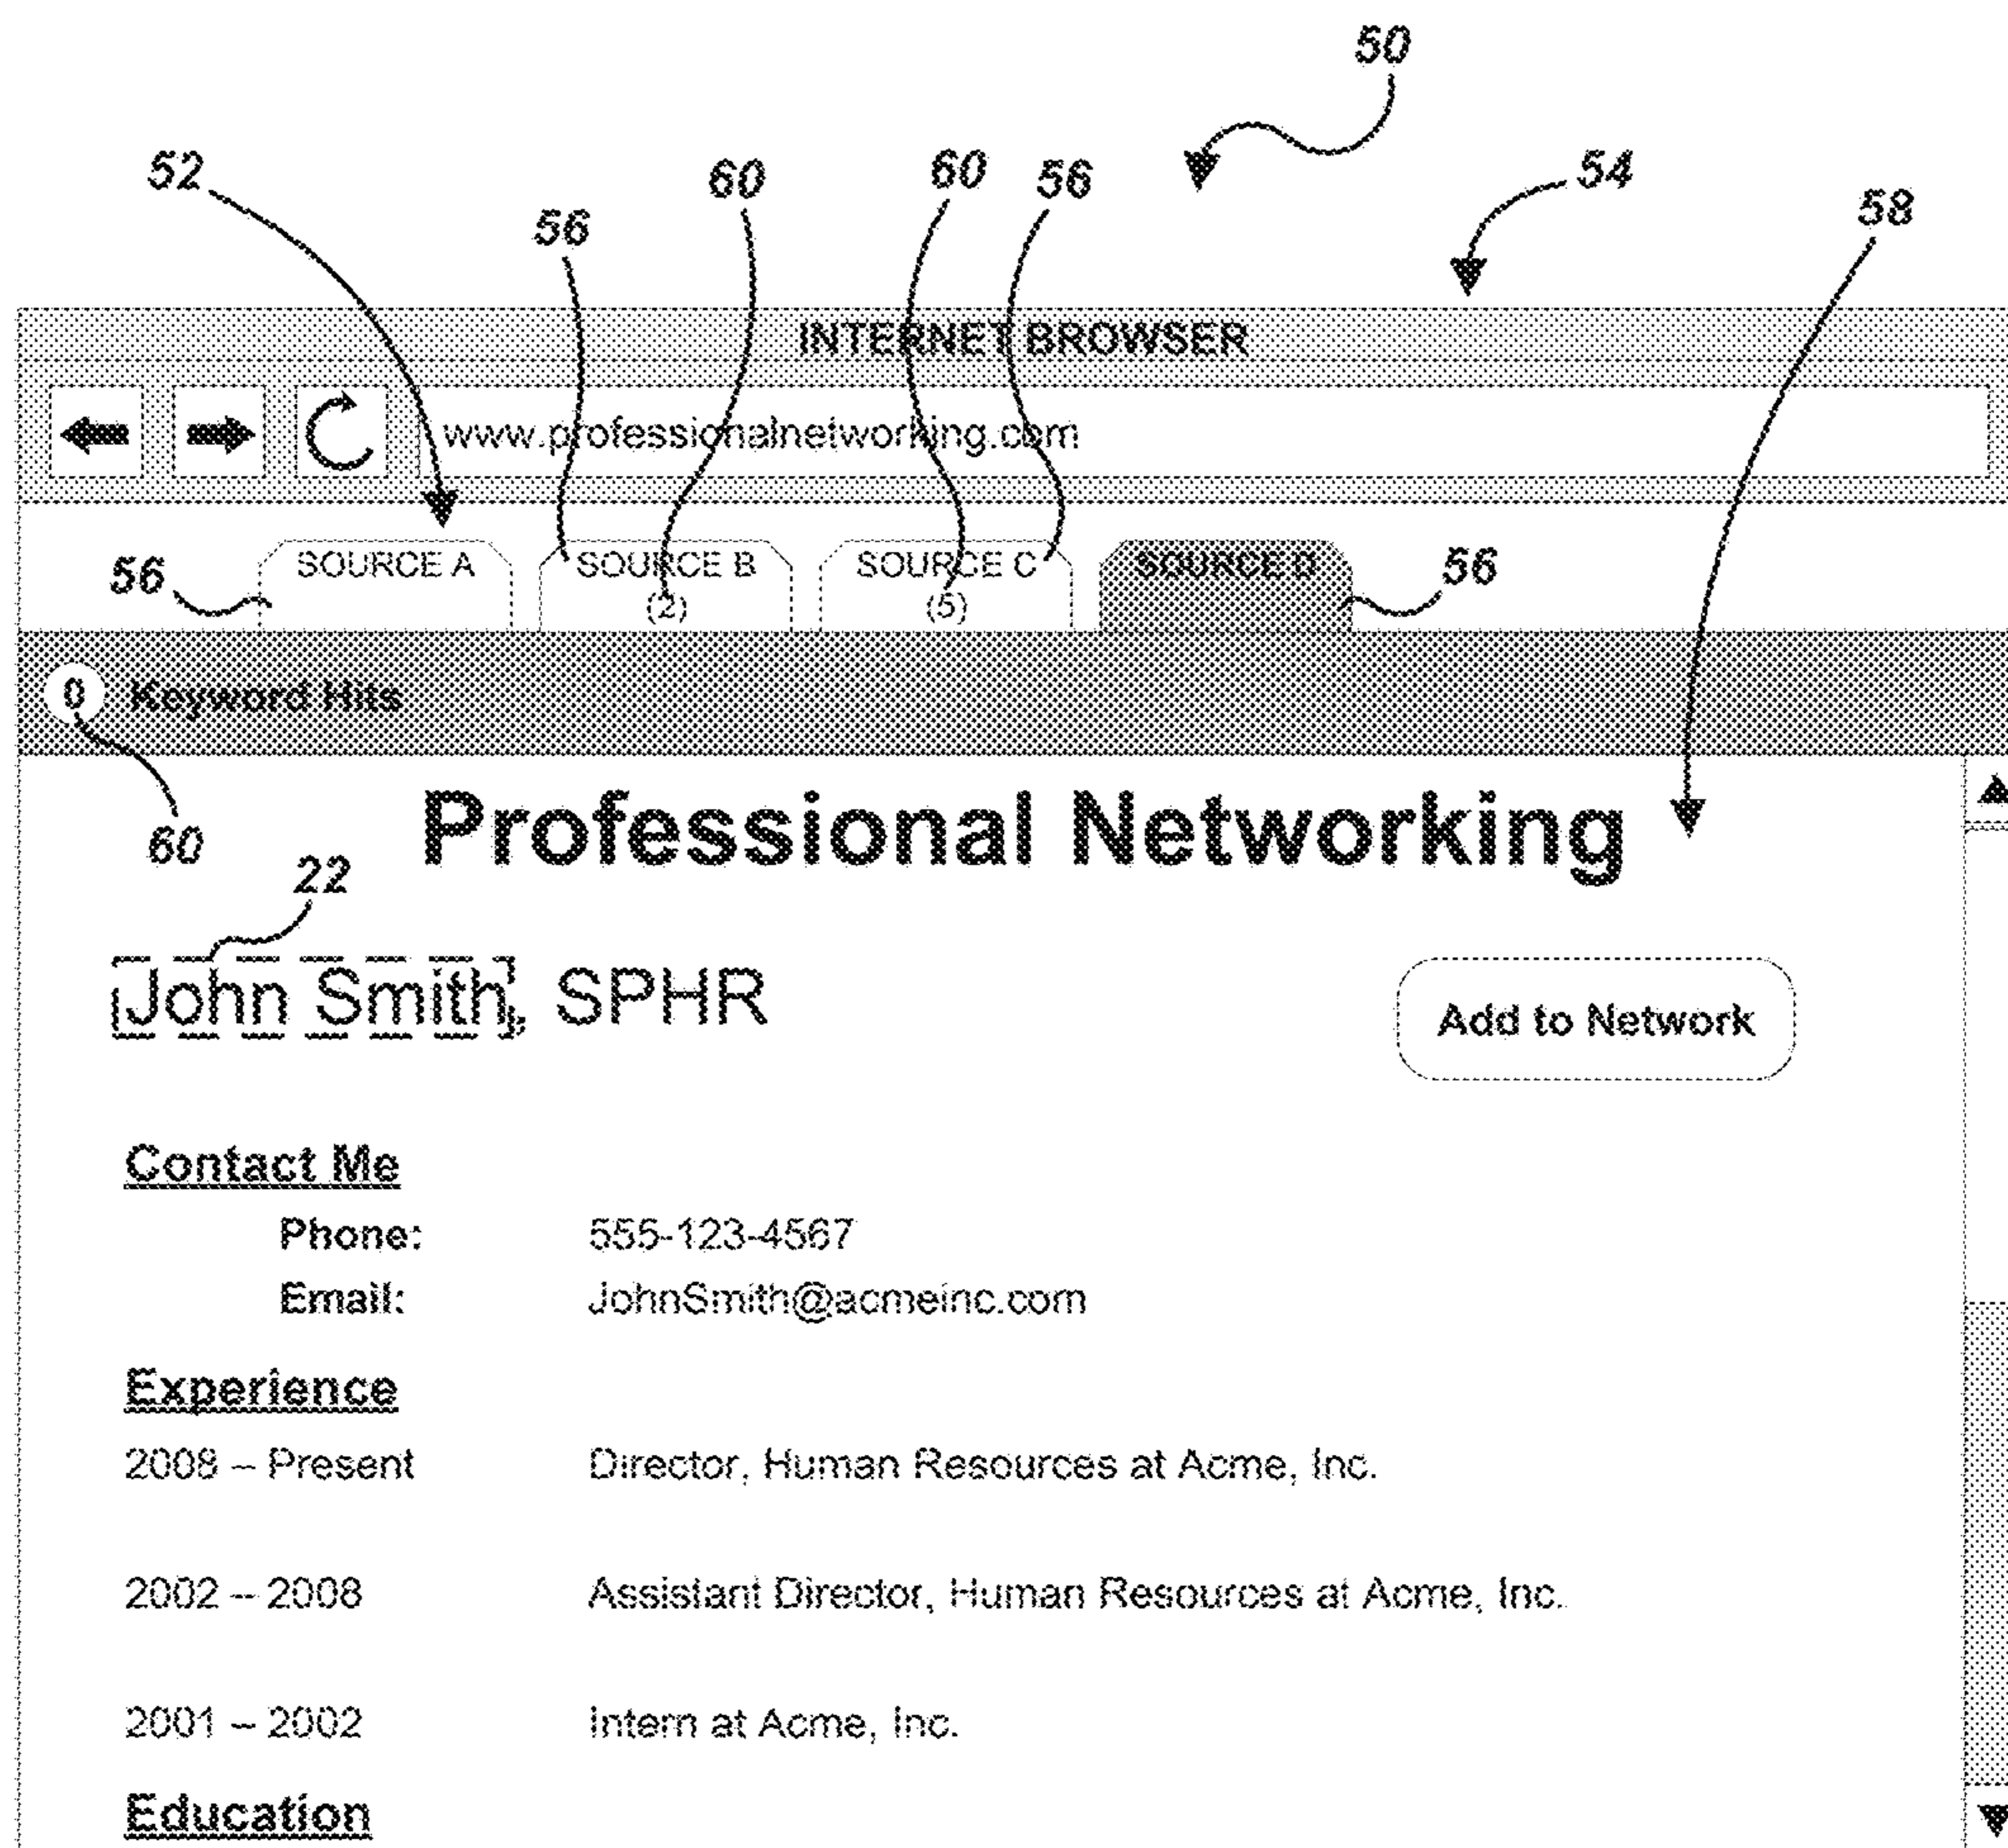 50
52 60 60 56 54
56 58
INTERNET BROWSER
www.professionalnetworking.com
56 SOURCE A SOURCE B SOURCE C SOURCE D 56
(2) (5)
0 Keyword Hits
Professional Networking
60
22
John Smith, SPHR
Add to Network
Contact Me
Phone: 555-123-4567
Email: JohnSmith@acmeinc.com
Experience
2008 – Present Director, Human Resources at Acme, Inc.
2002 – 2008 Assistant Director, Human Resources at Acme, Inc.
2001 – 2002 Intern at Acme, Inc.
Education